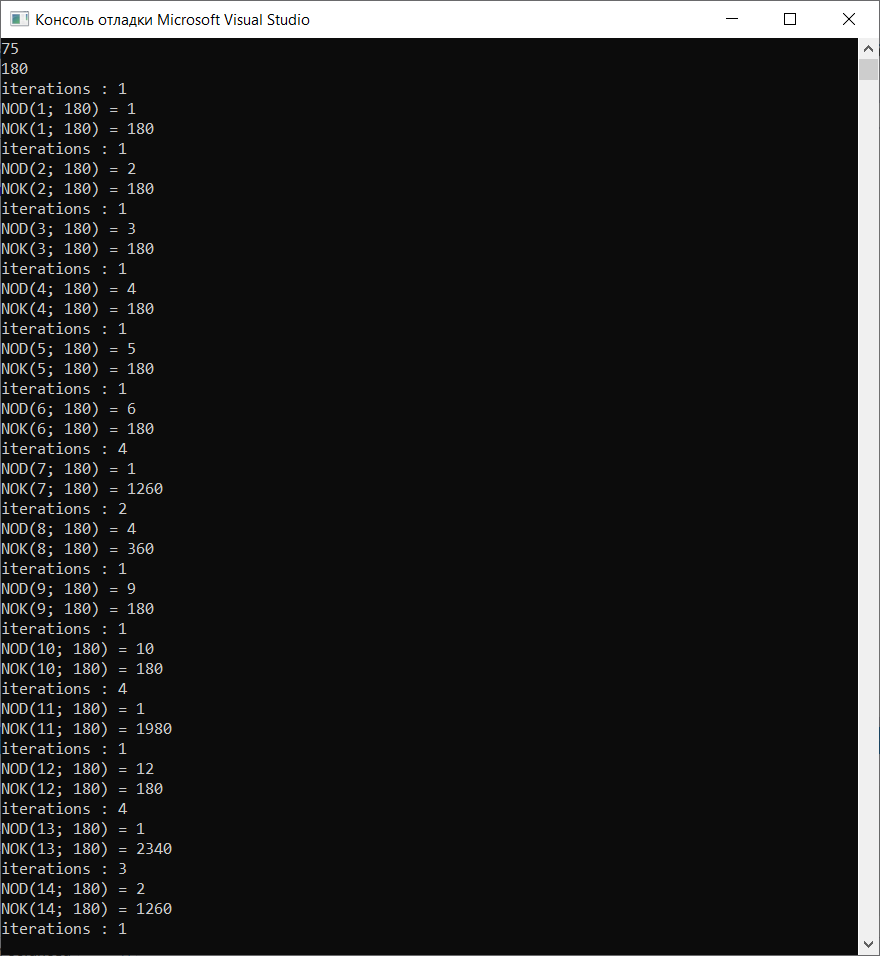 Консоль отладки Microsoft Visual Studio
75
180
iterations : 1
NOD(1; 180) = 1
NOK(1; 180) = 180
iterations : 1
NOD(2; 180) = 2
NOK(2; 180) = 180
iterations : 1
NOD(3; 180) = 3
NOK(3; 180) = 180
iterations : 1
NOD(4; 180) = 4
NOK(4; 180) = 180
iterations : 1
NOD(5; 180) = 5
NOK(5; 180) = 180
iterations : 1
NOD(6; 180) = 6
NOK(6; 180) = 180
iterations : 4
NOD(7; 180) = 1
NOK(7; 180) = 1260
iterations : 2
NOD(8; 180) = 4
NOK(8; 180) = 360
iterations : 1
NOD(9; 180) = 9
NOK(9; 180) = 180
iterations : 1
NOD(10; 180) = 10
NOK(10; 180) = 180
iterations : 4
NOD(11; 180) = 1
NOK(11; 180) = 1980
iterations : 1
NOD(12; 180) = 12
NOK(12; 180) = 180
iterations : 4
NOD(13; 180) = 1
NOK(13; 180) = 2340
iterations : 3
NOD(14; 180) = 2
NOK(14; 180) = 1260
iterations : 1